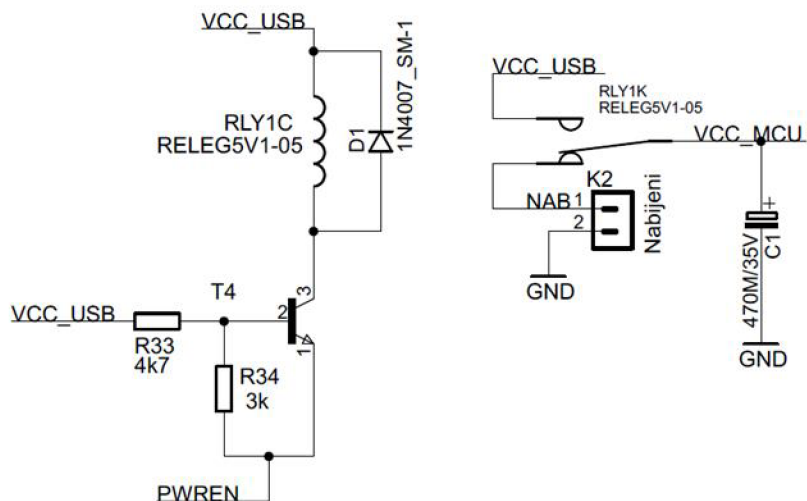 VCC_USB
RLY1C
RELEG5V1-05
D1
1N4007_SM-1
VCC_USB
R33
4k7
T4
2
3
1
R34
3k
PWREN
VCC_USB
RLY1K
RELEG5V1-05
VCC_MCU
K2
NAB
1
2
Nabijeni
GND
+
C1
470M/35V
GND